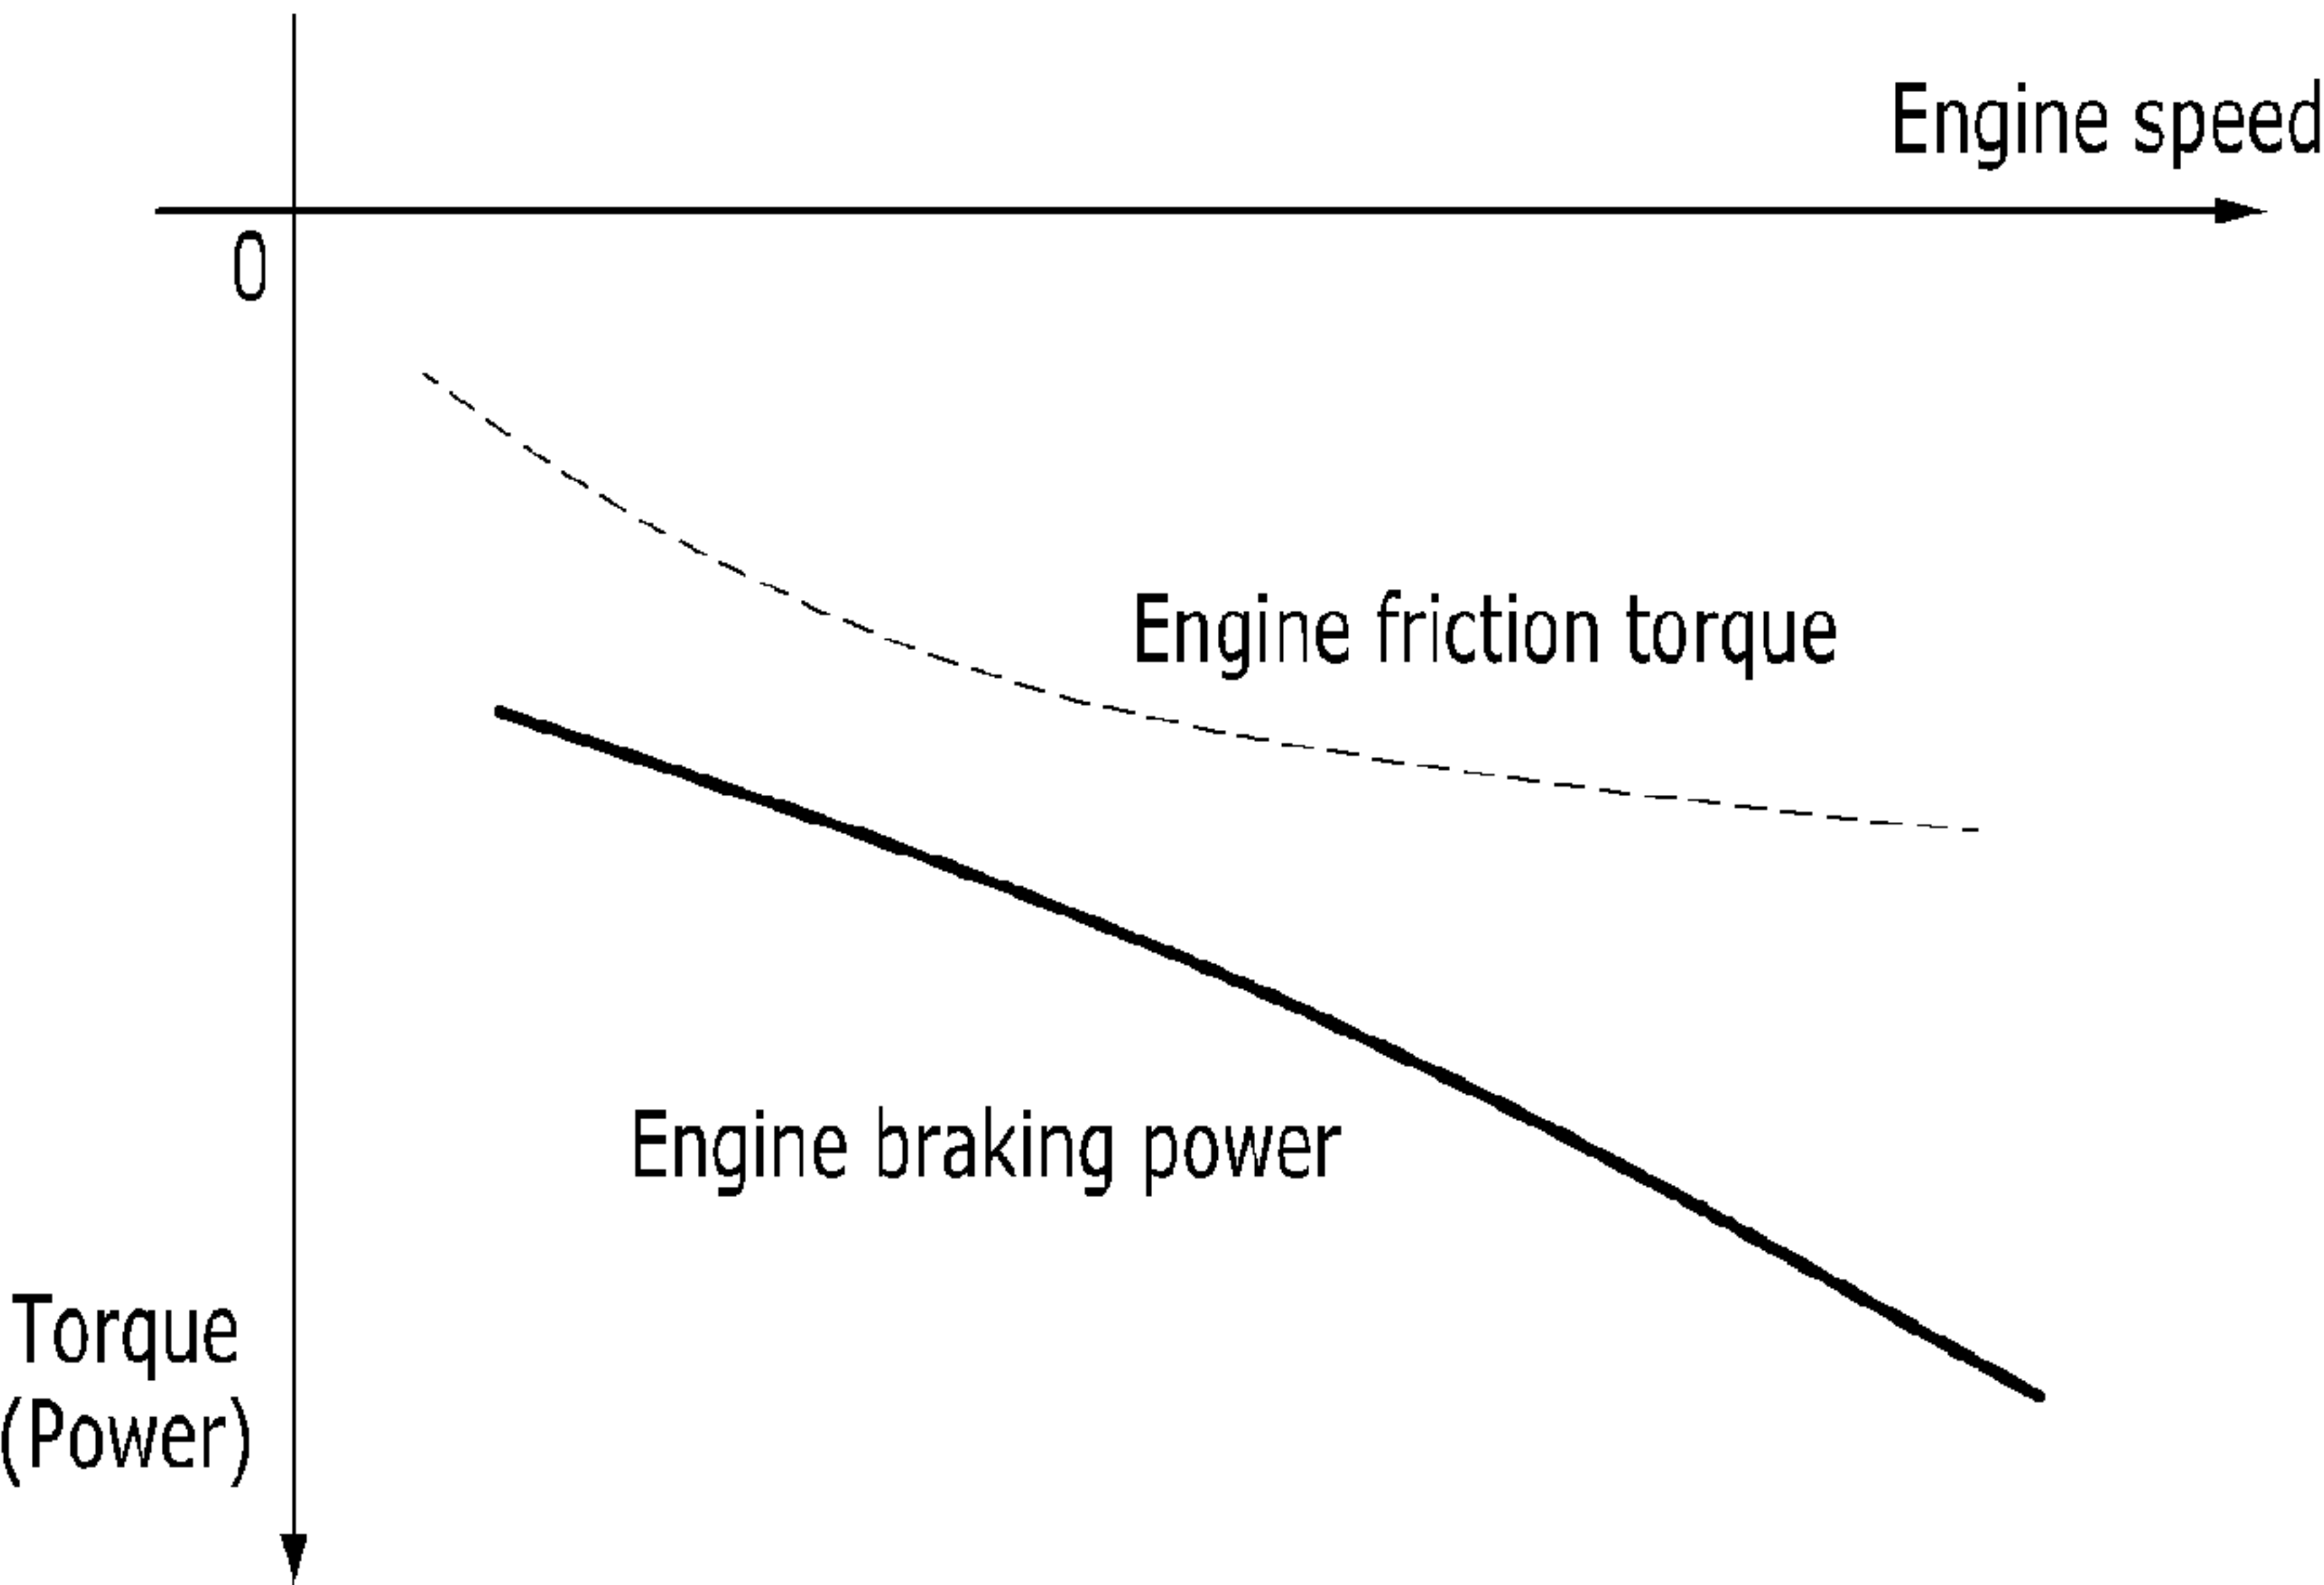 Engine speed
0
Engine friction torque
Engine braking power
Torque
(Power)